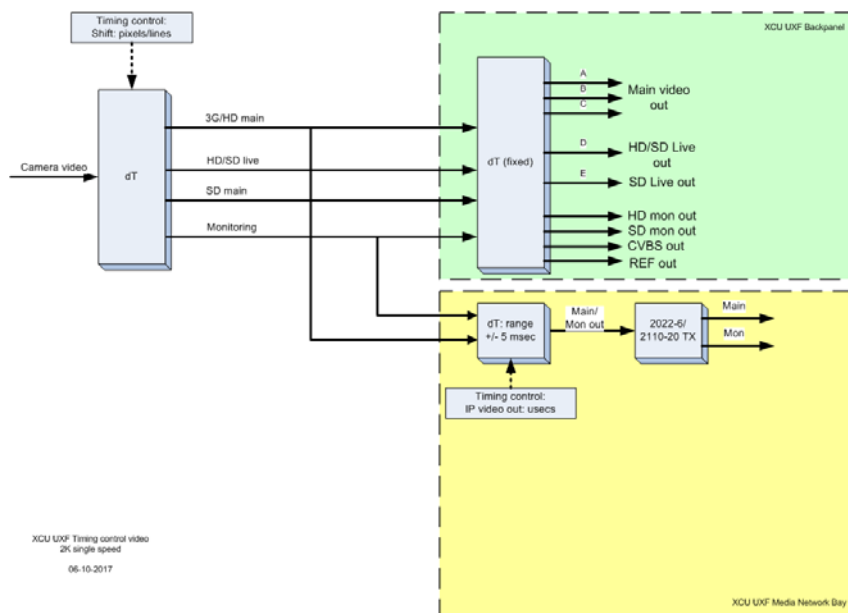 Timing control:
Shift: pixels/lines
XCU UXF Backpanel
A
B
C
Main video
out
3G/HD main
Camera video
dT
HD/SD live
dT (fixed)
D
HD/SD Live
out
SD main
E
SD Live out
Monitoring
HD mon out
SD mon out
CVBS out
REF out
dT: range
+/- 5 msec
Main/
Mon out
2022-6/
2110-20 TX
Main
Mon
Timing control:
IP video out: usecs
XCU UXF Timing control video
2K single speed
06-10-2017
XCU UXF Media Network Bay